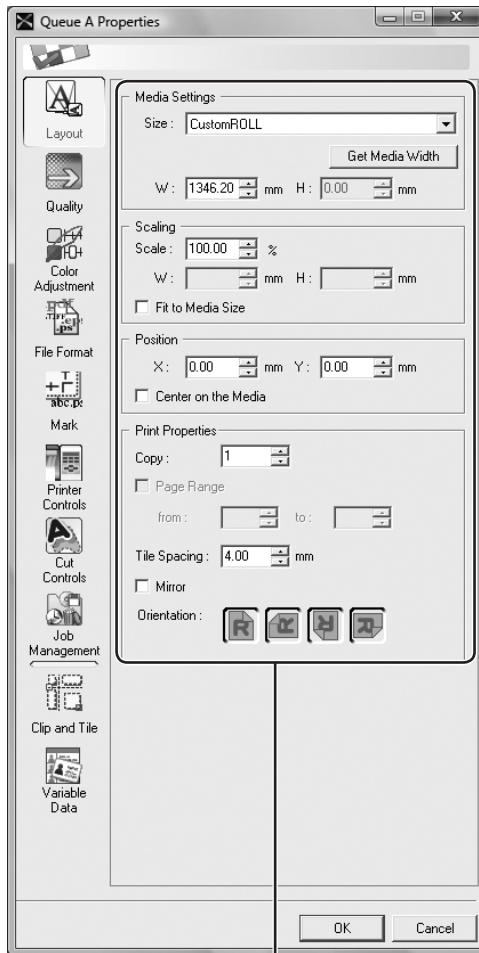 Queue A Properties
Layout
Quality
Color
Adjustment
File Format
abc.p
Mark
Printer
Controls
Cut
Controls
Job
Management
Clip and Tile
Variable
Data
Media Settings
Size : CustomROLL
Get Media Width
W : 1346.20 mm H : 0.00 mm
Scaling
Scale : 100.00 %
W : mm H : mm
Fit to Media Size
Position
X : 0.00 mm Y : 0.00 mm
Center on the Media
Print Properties
Copy : 1
Page Range
from : to :
Tile Spacing : 4.00 mm
Mirror
Orientation : R R R R
OK Cancel